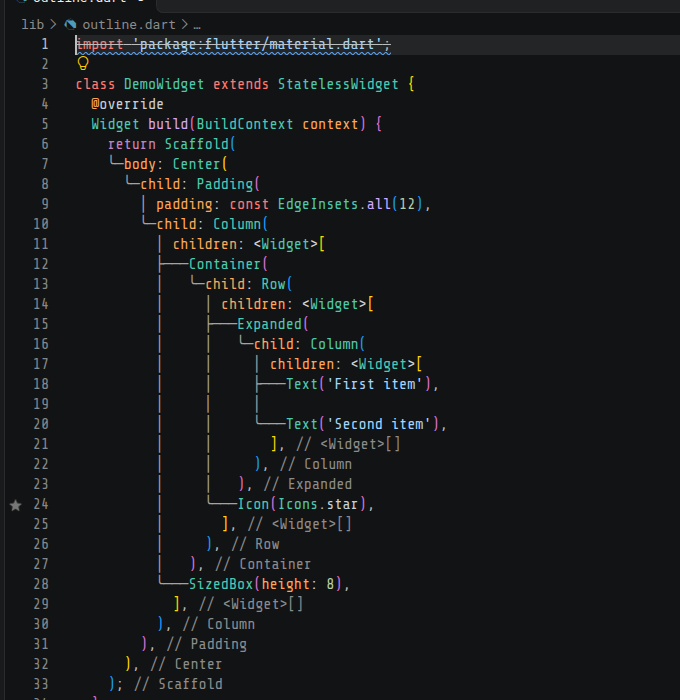 outline.dart
lib > outline.dart > ...
1 import 'package:flutter/material.dart';
2
3 class DemoWidget extends StatelessWidget {
4 @override
5 Widget build(BuildContext context) {
6 return Scaffold(
7 body: Center(
8 child: Padding(
9 padding: const EdgeInsets.all(12),
10 child: Column(
11 children: <Widget>[
12 Container(
13 child: Row(
14 children: <Widget>[
15 Expanded(
16 child: Column(
17 children: <Widget>[
18 Text('First item'),
19
20 Text('Second item'),
21 ], // <Widget>[]
22 ), // Column
23 ), // Expanded
24 Icon(Icons.star),
25 ], // <Widget>[]
26 ), // Row
27 ), // Container
28 SizedBox(height: 8),
29 ], // <Widget>[]
30 ), // Column
31 ), // Padding
32 ), // Center
33 ); // Scaffold